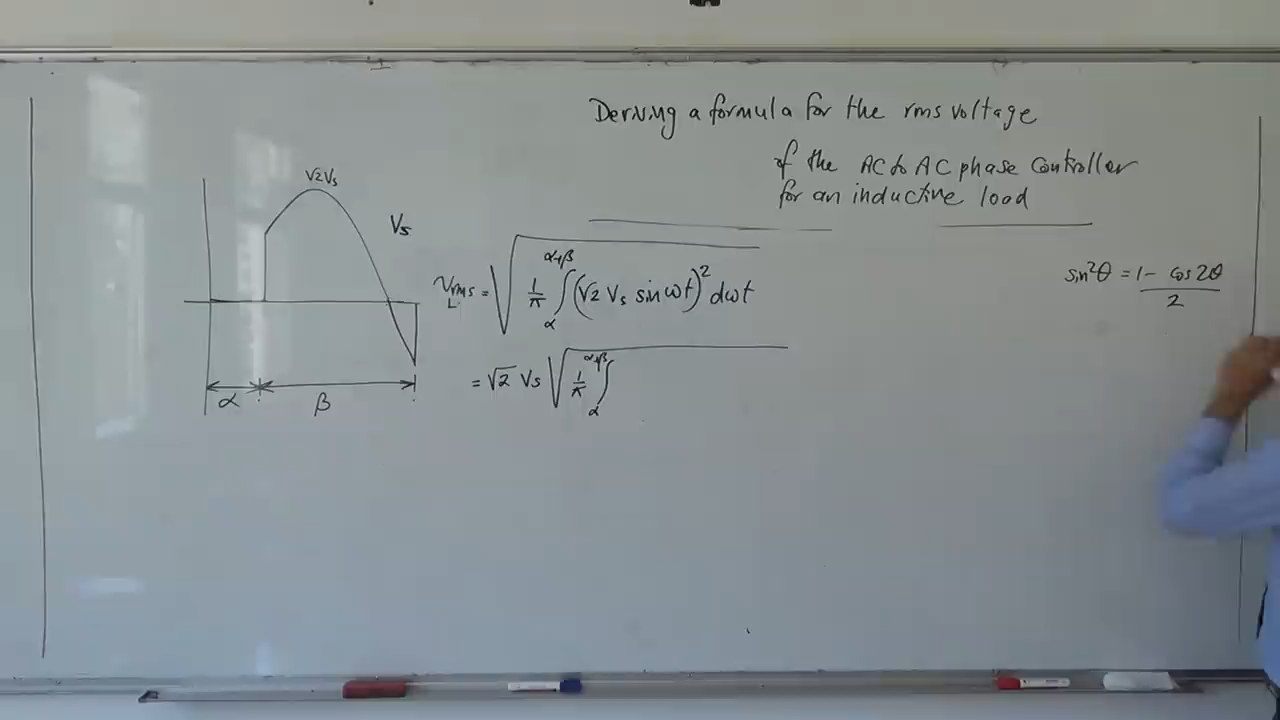 Deriving a formula for the rms voltage
of the AC to AC phase Controller
for an inductive load
√2Vs
Vs
α
β
Vrms = √(1/π ∫α^α+β (√2 Vs sin ωt)² dωt
L
= √2 Vs √(1/π ∫α^α+β
sin²θ = 1 - cos 2θ
2